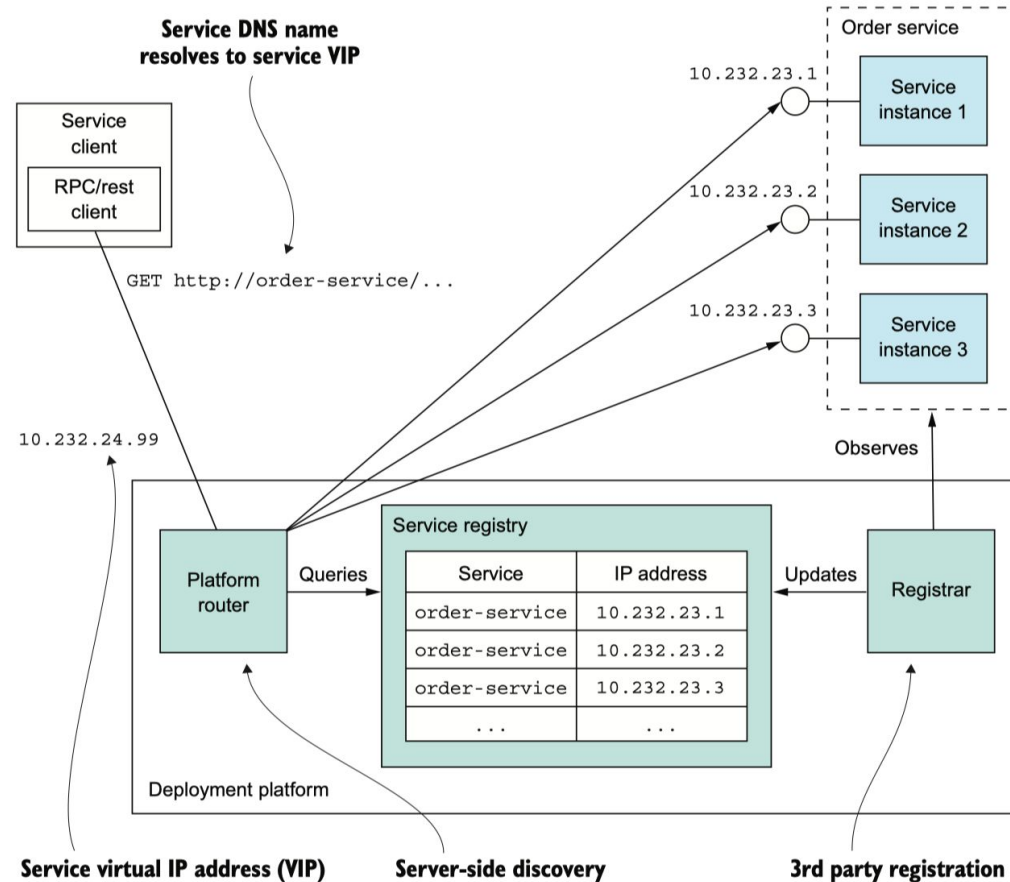 Service DNS name
resolves to service VIP
Service
client
RPC/rest
client
GET http://order-service/...
10.232.24.99
Order service
10.232.23.1
Service
instance 1
10.232.23.2
Service
instance 2
10.232.23.3
Service
instance 3
Observes
Platform
router
Queries
Service registry
Service IP address
order-service 10.232.23.1
order-service 10.232.23.2
order-service 10.232.23.3
... ...
Updates
Registrar
Deployment platform
Service virtual IP address (VIP)
Server-side discovery
3rd party registration